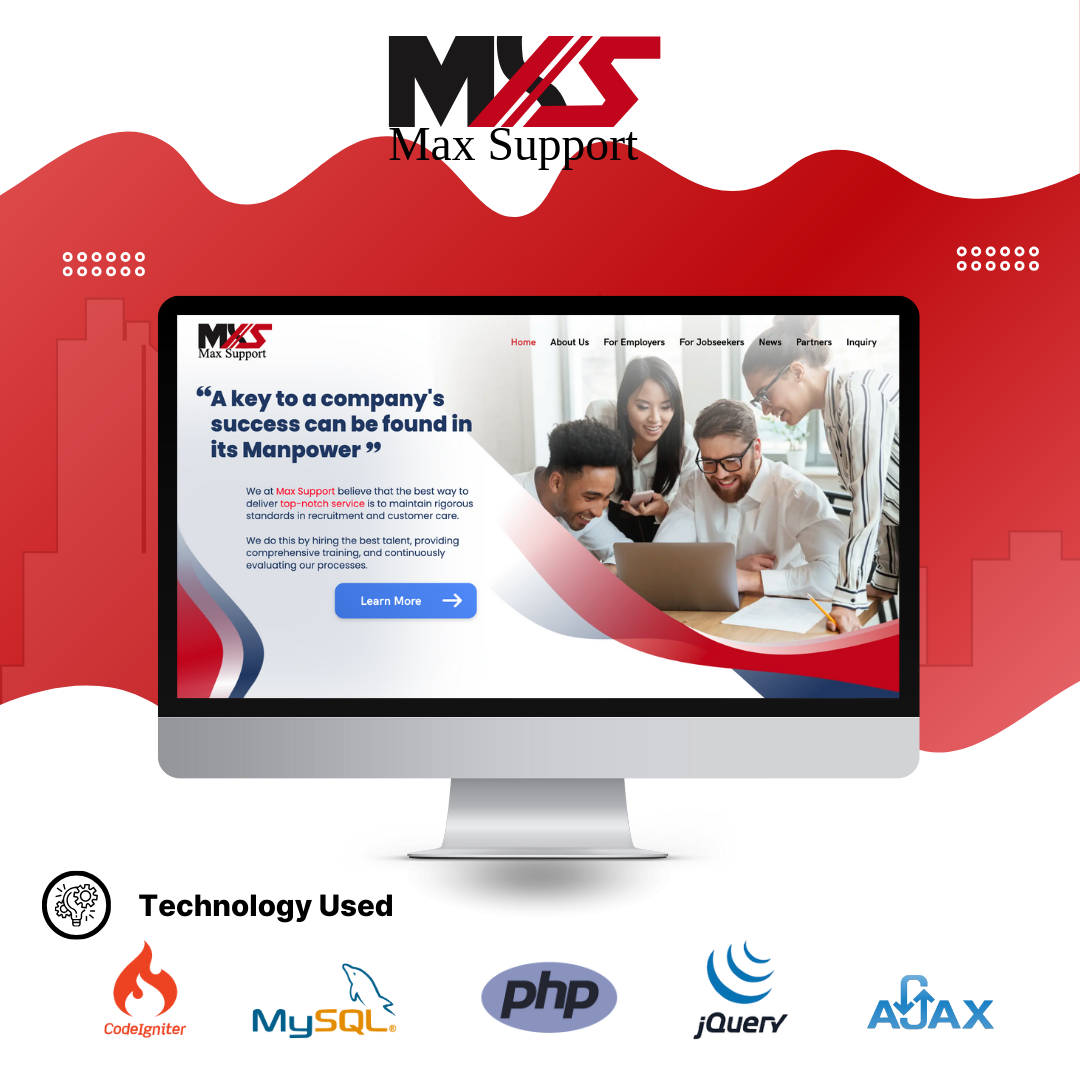 MXS
Max Support
MXS
Max Support
Home About Us For Employers For Jobseekers News Partners Inquiry
“A key to a company's
success can be found in
its Manpower ”
We at Max Support believe that the best way to
deliver top-notch service is to maintain rigorous
standards in recruitment and customer care.
We do this by hiring the best talent, providing
comprehensive training, and continuously
evaluating our processes.
Learn More
Technology Used
CodeIgniter
MySQL®
php
jQuery
AJAX